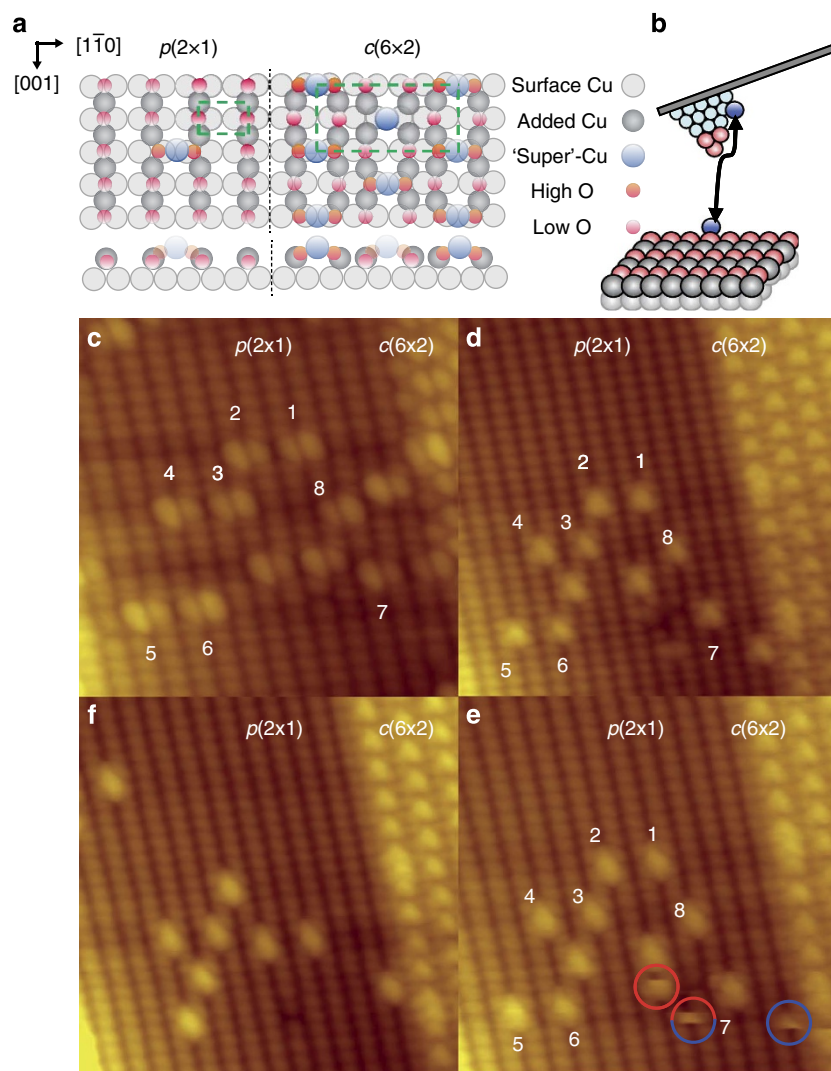 a
[11̄0]
[001]
p(2×1)
c(6×2)
b
Surface Cu
Added Cu
'Super'-Cu
High O
Low O
c
p(2x1)
c(6x2)
2
1
4
3
8
7
5
6
d
p(2x1)
c(6x2)
2
1
4
3
8
7
5
6
f
p(2x1)
c(6x2)
e
p(2x1)
c(6x2)
2
1
4
3
8
7
5
6